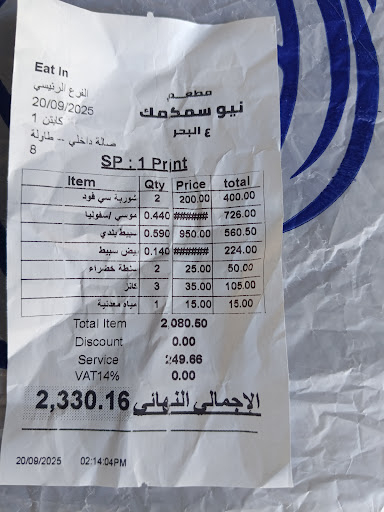 Eat In
الفرع الرئيسي
20/09/2025
كابتن 1
صالة داخلي -- طاولة
8
مطعم
نيو سمكمك
ع البحر
SP : 1 Print
Item Qty Price total
شوربة سي فود 2 200.00 400.00
موسي /سفوليا 0.440 ###### 726.00
سبيط بلدي 0.590 950.00 560.50
بيض سبيط 0.140 ###### 224.00
سلطة خضراء 2 25.00 50.00
كانز 3 35.00 105.00
مياه معدنية 1 15.00 15.00
Total Item 2,080.50
Discount 0.00
Service 249.66
VAT14% 0.00
الاجمالي النهائي 2,330.16
20/09/2025 02:14:04PM